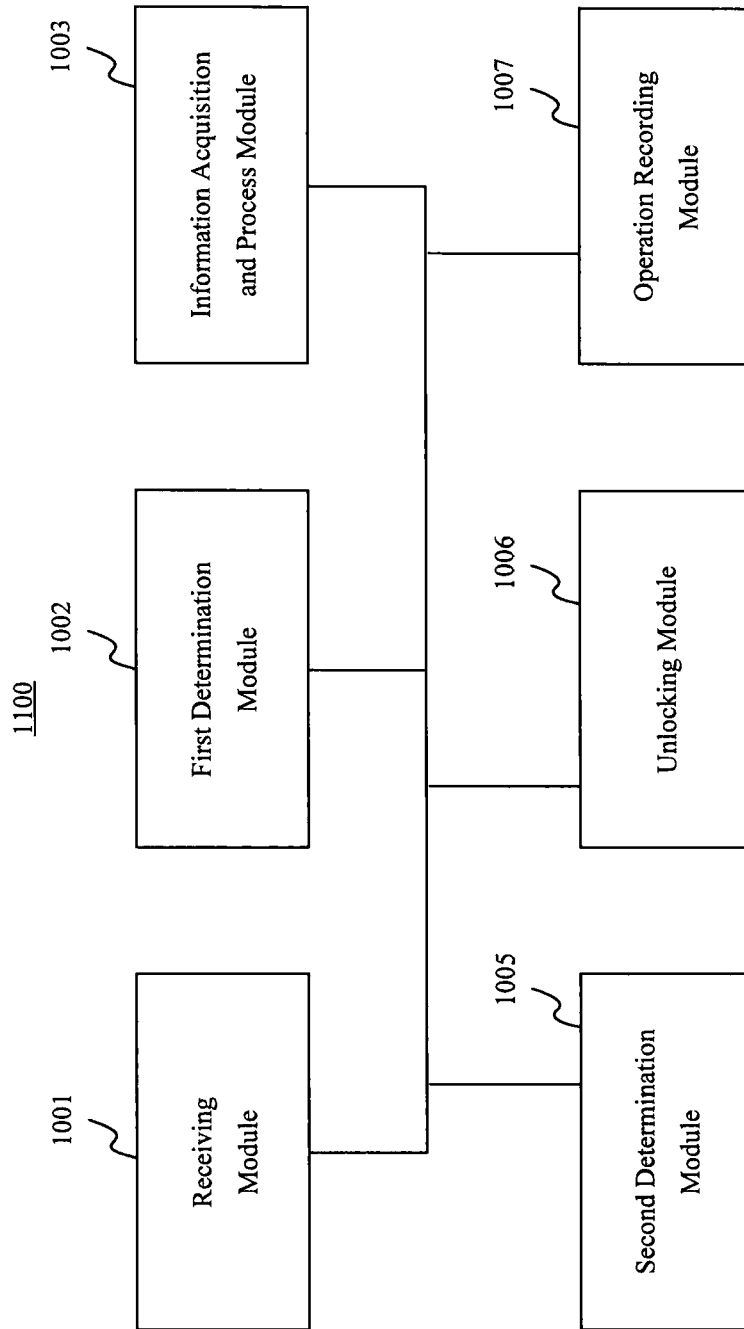 1100
1001
Receiving
Module
1002
First Determination
Module
1003
Information Acquisition
and Process Module
1005
Second Determination
Module
1006
Unlocking Module
1007
Operation Recording
Module